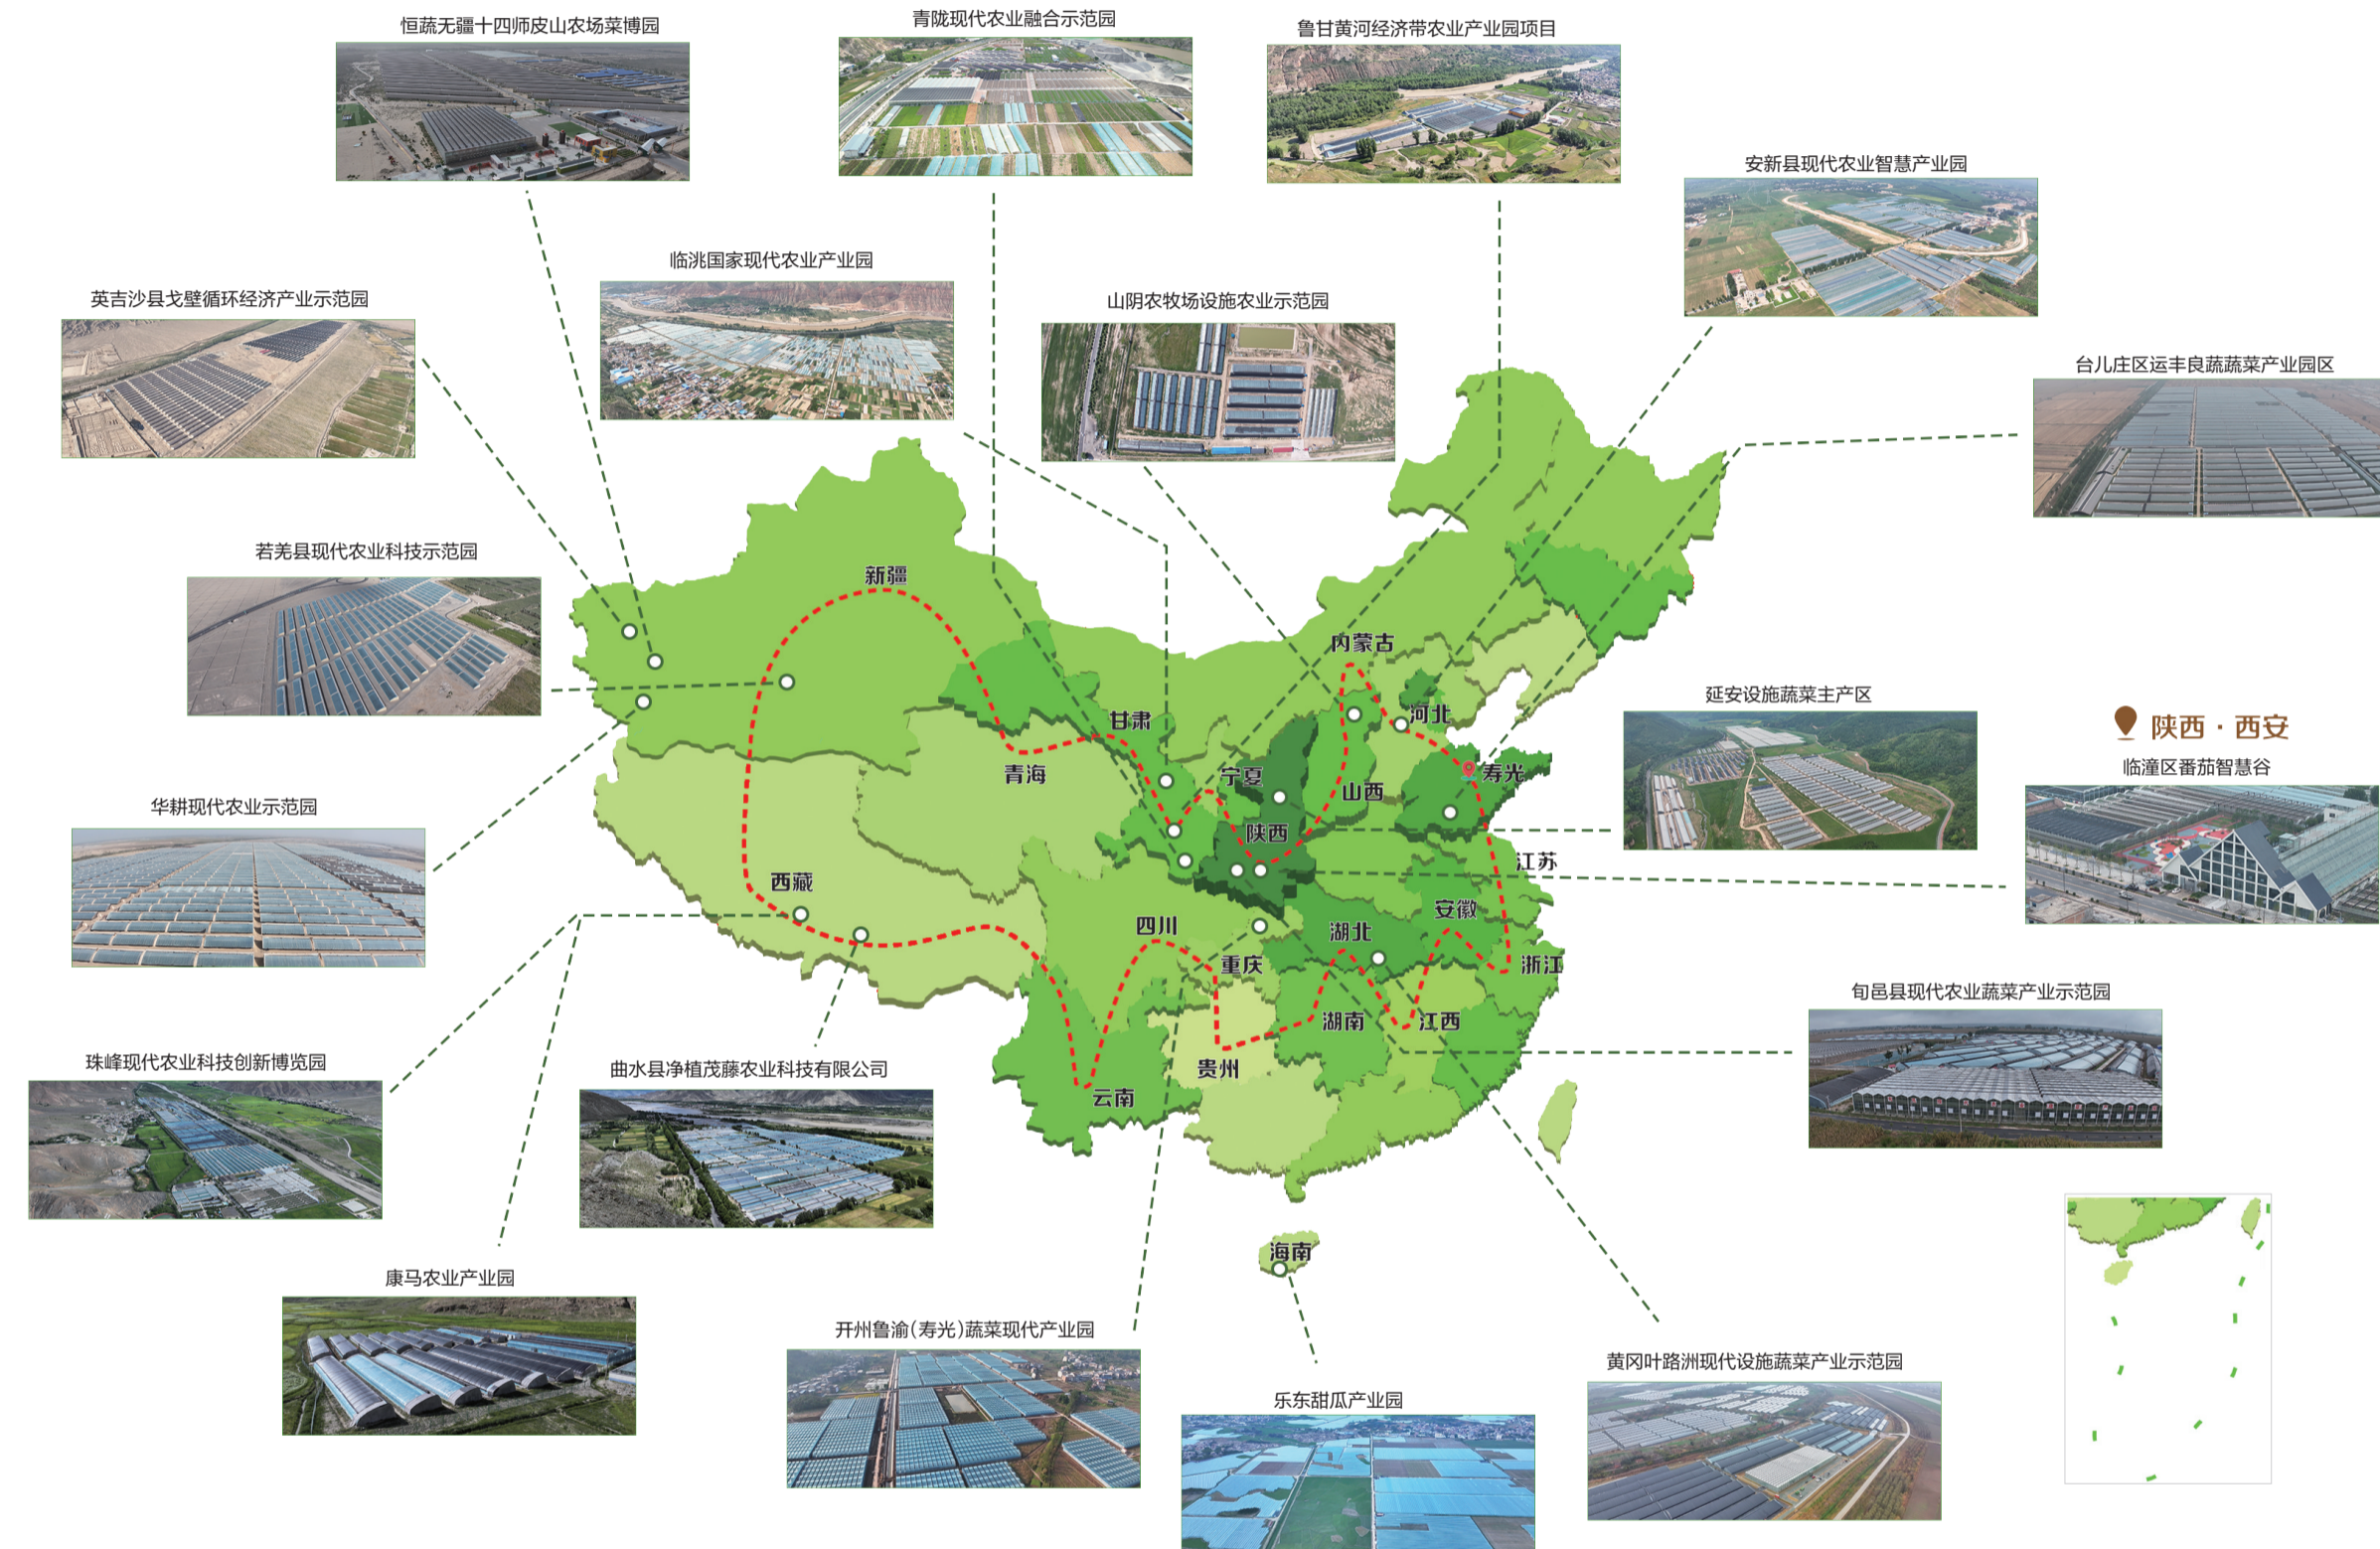 青陇现代农业融合示范园
恒蔬无疆十四师皮山农场菜博园
鲁甘黄河经济带农业产业园项目
安新县现代农业智慧产业园
临洮国家现代农业产业园
英吉沙县戈壁循环经济产业示范园
山阴农牧场设施农业示范园
台儿庄区运丰良蔬蔬菜产业园区
若羌县现代农业科技示范园
新疆
内蒙古
延安设施蔬菜主产区
甘肃
河北
陕西·西安
青海
宁夏
寿光
临潼区番茄智慧谷
山西
华耕现代农业示范园
陕西
江苏
西藏
安徽
四川
湖北
重庆
浙江
旬邑县现代农业蔬菜产业示范园
湖南
江西
珠峰现代农业科技创新博览园
曲水县净植茂藤农业科技有限公司
贵州
云南
海南
康马农业产业园
开州鲁渝(寿光)蔬菜现代产业园
黄冈叶路洲现代设施蔬菜产业示范园
乐东甜瓜产业园